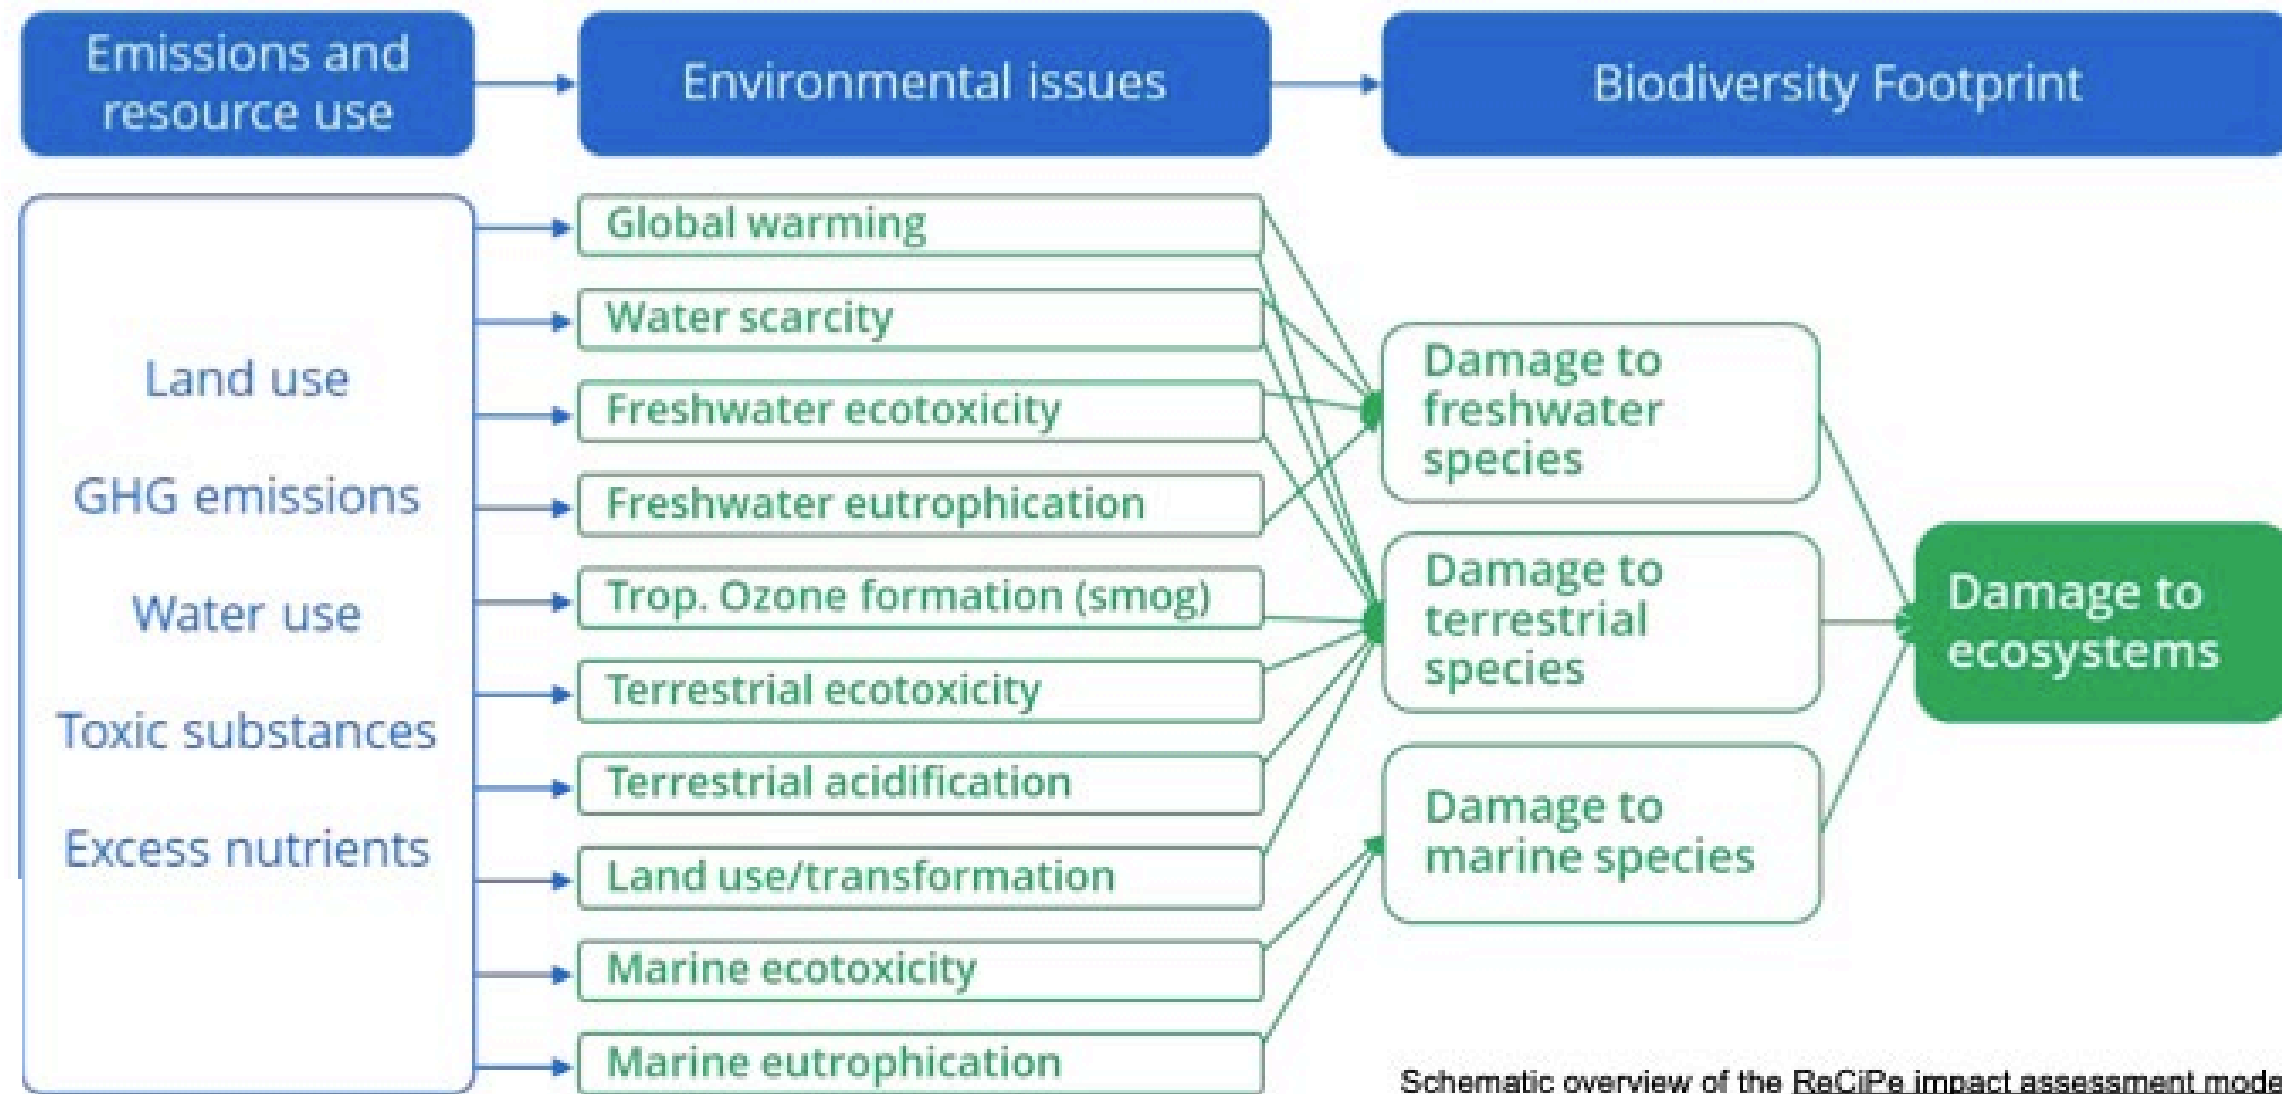 Emissions and
resource use
Environmental issues
Biodiversity Footprint
Land use
GHG emissions
Water use
Toxic substances
Excess nutrients
Global warming
Water scarcity
Freshwater ecotoxicity
Freshwater eutrophication
Trop. Ozone formation (smog)
Terrestrial ecotoxicity
Terrestrial acidification
Land use/transformation
Marine ecotoxicity
Marine eutrophication
Damage to
freshwater
species
Damage to
terrestrial
species
Damage to
marine species
Damage to
ecosystems
Schematic overview of the ReCiPe impact assessment mode